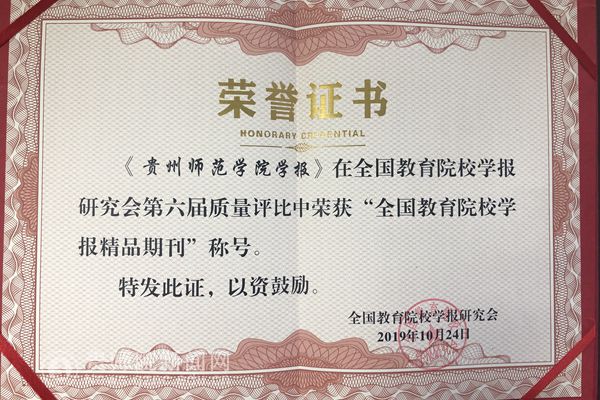 荣誉证书
HONORARY CREDENTIAL
《贵州师范学院学报》在全国教育院校学报
研究会第六届质量评比中荣获“全国教育院校学
报精品期刊”称号。
特发此证，以资鼓励。
全国教育院校学报研究会
2019年10月24日
新闻网